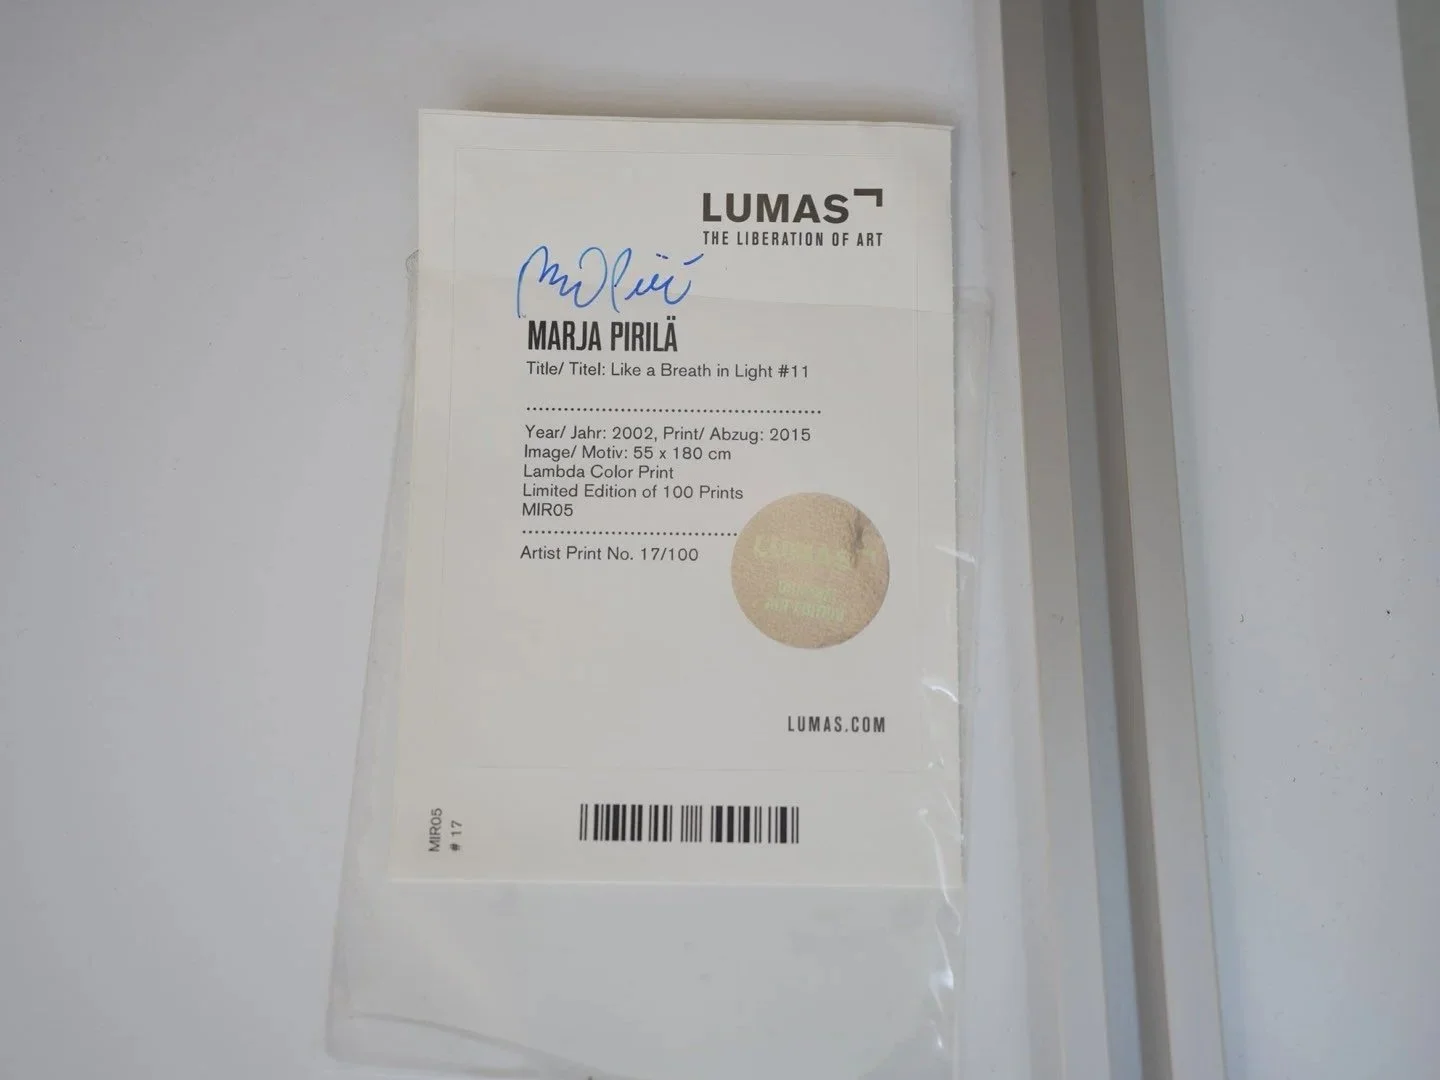 LUMAS
THE LIBERATION OF ART
MARJA PIRILÄ
Title/ Titel: Like a Breath in Light #11
Year/ Jahr: 2002, Print/ Abzug: 2015
Image/ Motiv: 55 x 180 cm
Lambda Color Print
Limited Edition of 100 Prints
MIR05
Artist Print No. 17/100
LUMAS
LUMAS.COM
MIR05
# 17